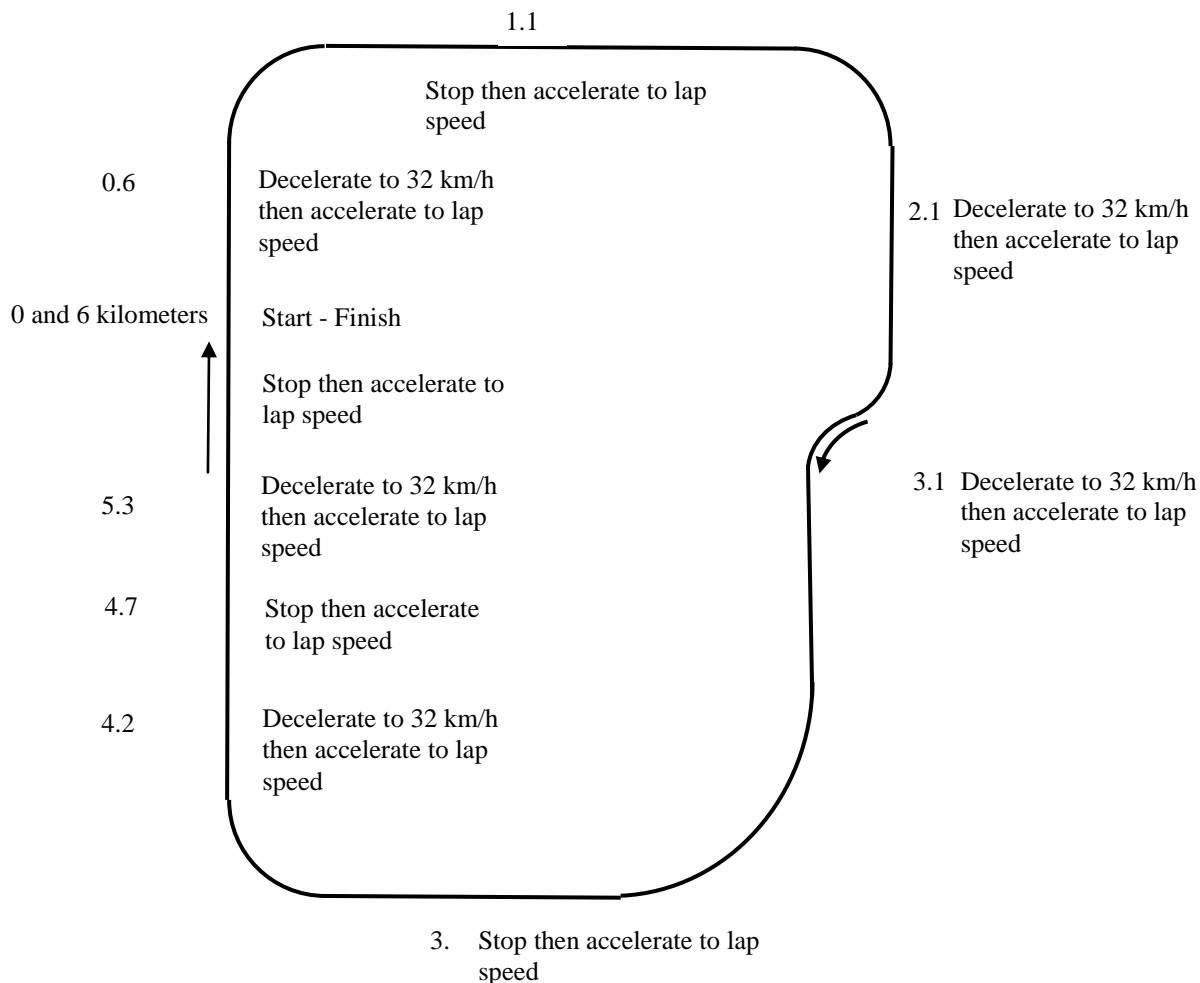 1.1
Stop then accelerate to lap
speed
0.6
Decelerate to 32 km/h
then accelerate to lap
speed
2.1 Decelerate to 32 km/h
then accelerate to lap
speed
0 and 6 kilometers
Start - Finish
Stop then accelerate to
lap speed
5.3
Decelerate to 32 km/h
then accelerate to lap
speed
3.1 Decelerate to 32 km/h
then accelerate to lap
speed
4.7
Stop then accelerate
to lap speed
4.2
Decelerate to 32 km/h
then accelerate to lap
speed
3. Stop then accelerate to lap
speed